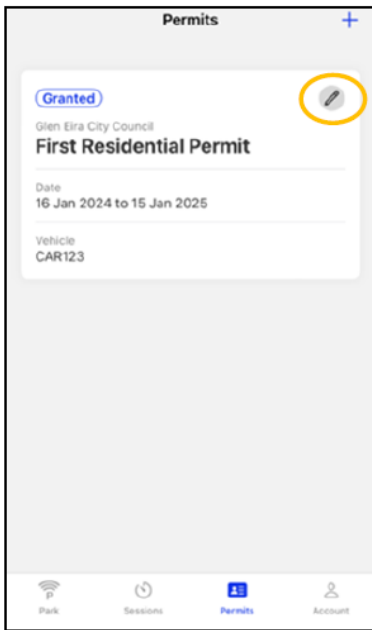 Permits
Granted
Glen Eira City Council
First Residential Permit
Date
16 Jan 2024 to 15 Jan 2025
Vehicle
CAR123
P
Park
Sessions
Permits
Account